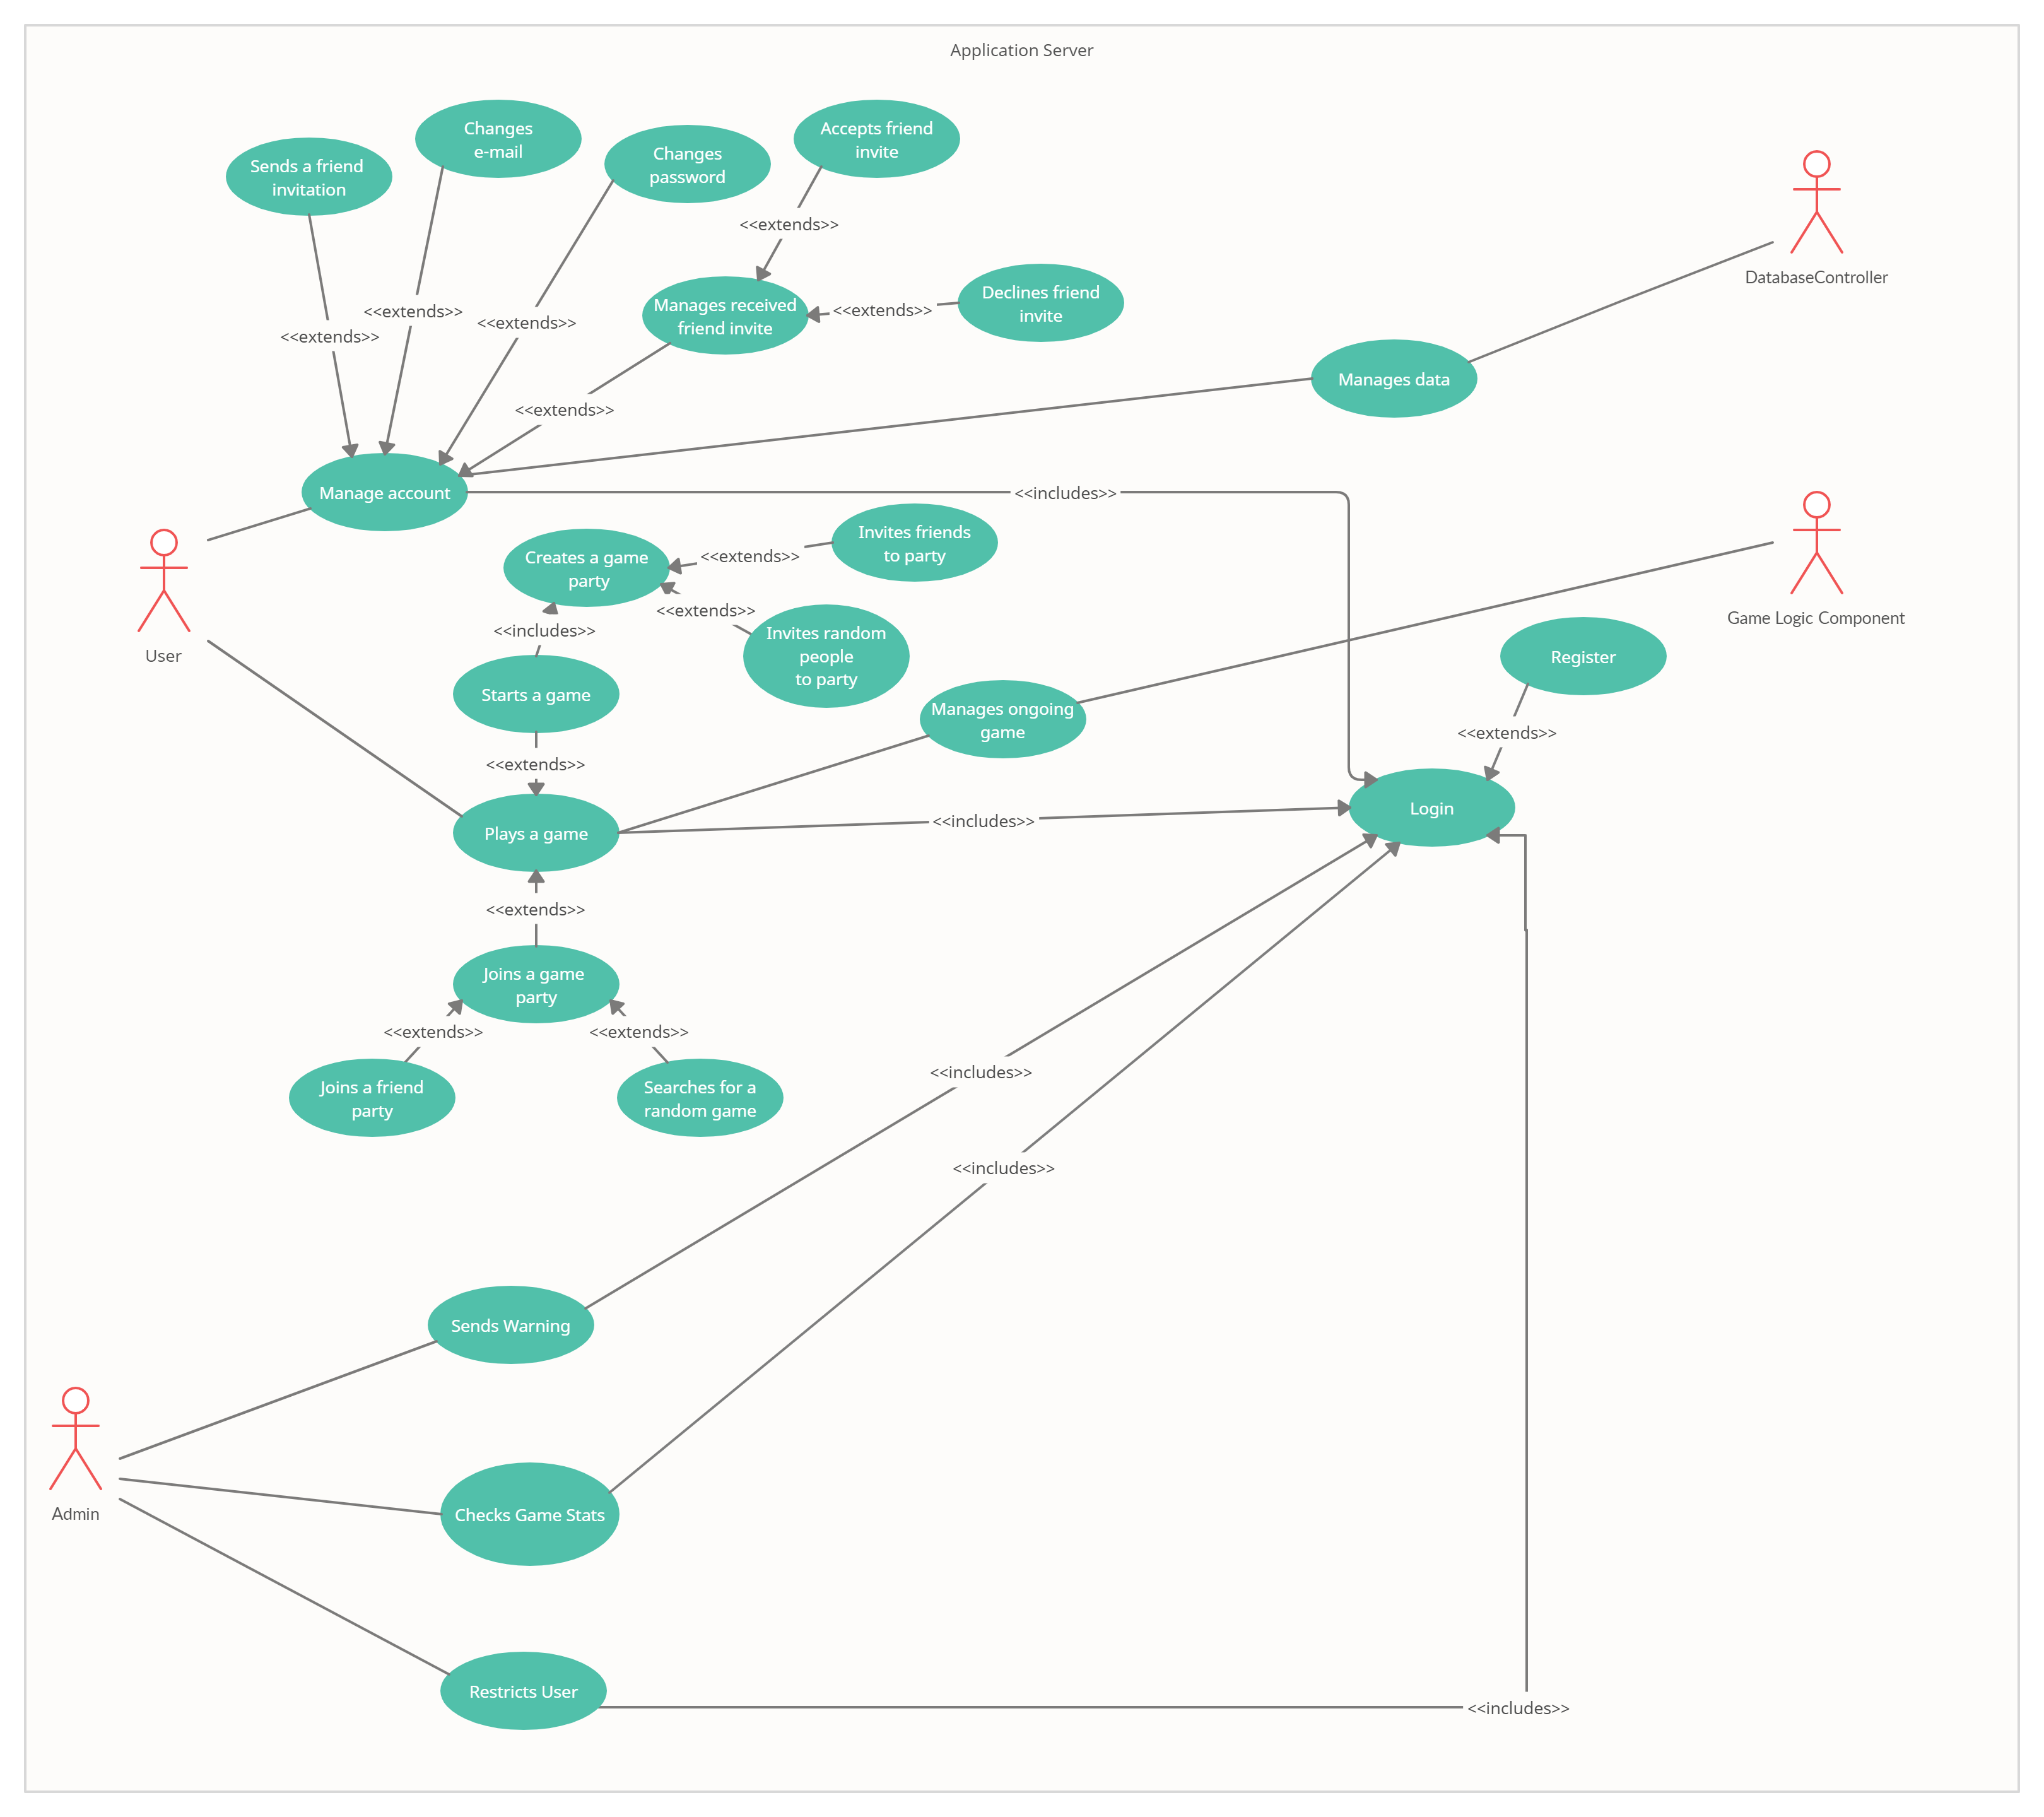 Application Server
Changes
e-mail
Accepts friend
invite
Sends a friend
invitation
Changes
password
<<extends>>
DatabaseController
Manages received
friend invite
Declines friend
invite
<<extends>>
<<extends>>
<<extends>>
<<extends>>
<<extends>>
Manages data
<<extends>>
Manage account
<<includes>>
Creates a game
party
<<extends>>
Invites friends
to party
<<extends>>
Game Logic Component
<<includes>>
User
Invites random
people
to party
Register
Starts a game
Manages ongoing
game
<<extends>>
<<extends>>
Plays a game
<<includes>>
Login
<<extends>>
Joins a game
party
<<extends>>
<<extends>>
<<includes>>
Joins a friend
party
Searches for a
random game
<<includes>>
Sends Warning
Admin
Checks Game Stats
Restricts User
<<includes>>